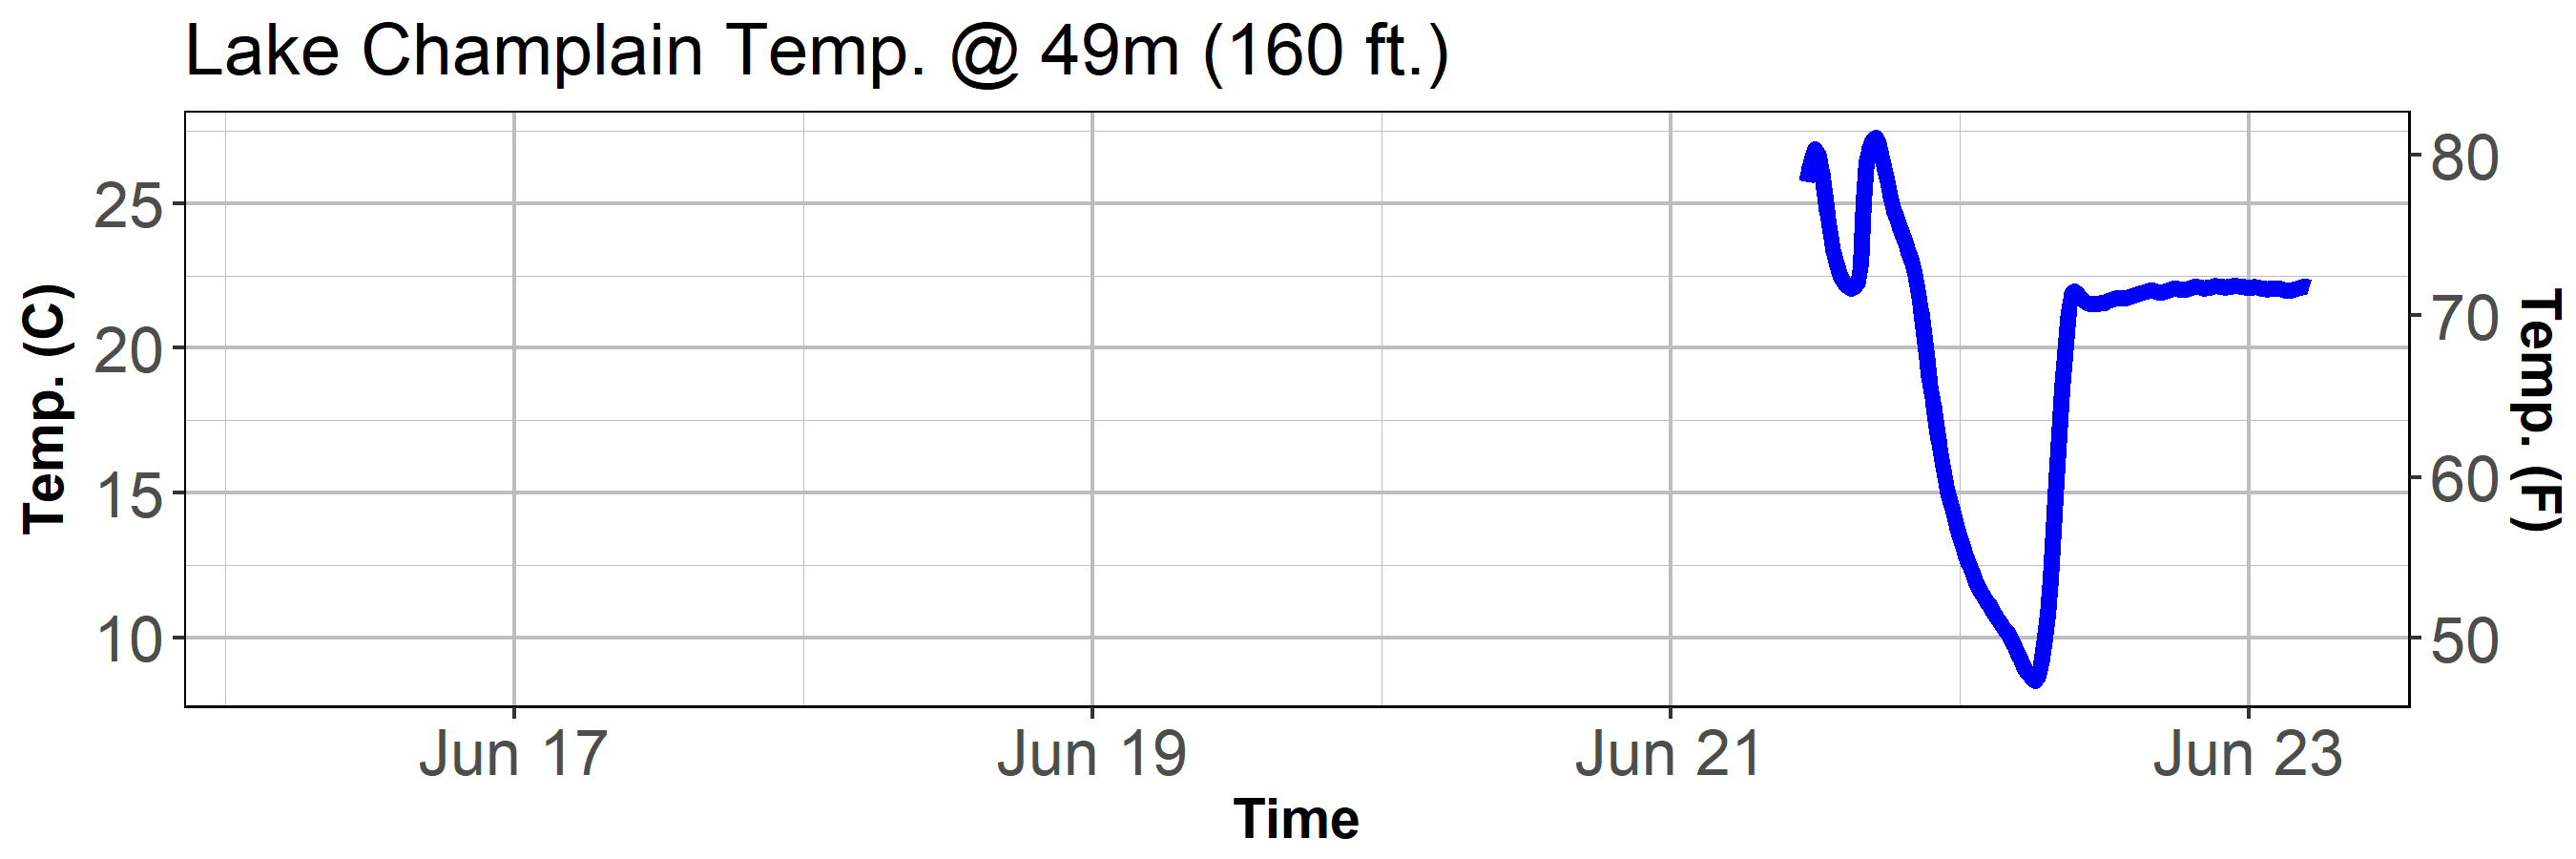 Lake Champlain Temp. @ 49m (160 ft.)
Temp. (C)
25
20
15
10
80
70
60
50
Temp. (F)
Jun 17
Jun 19
Jun 21
Jun 23
Time